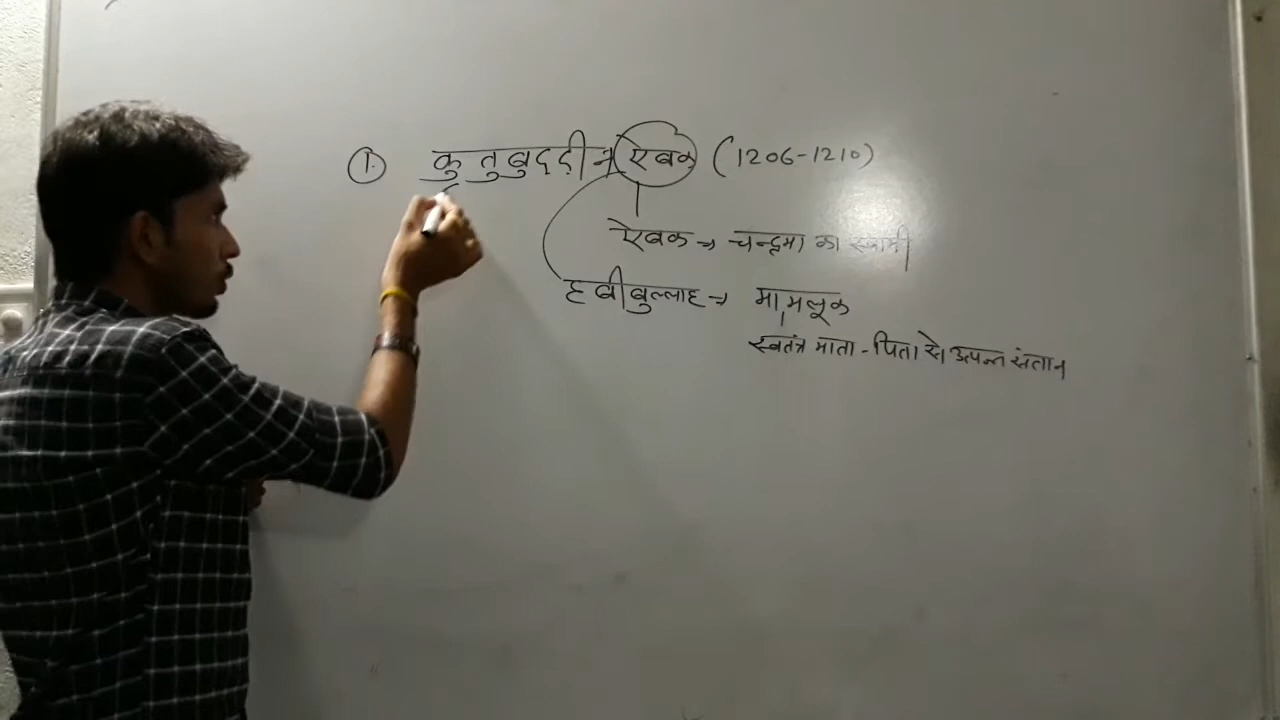 ① कुतुबुद्दीन ऐबक (1206-1210)
ऐबक → चन्द्रमा का स्वामी
हबीबुल्लाह → मामलूक
स्वतंत्र माता - पिता से उत्पन्न संतान